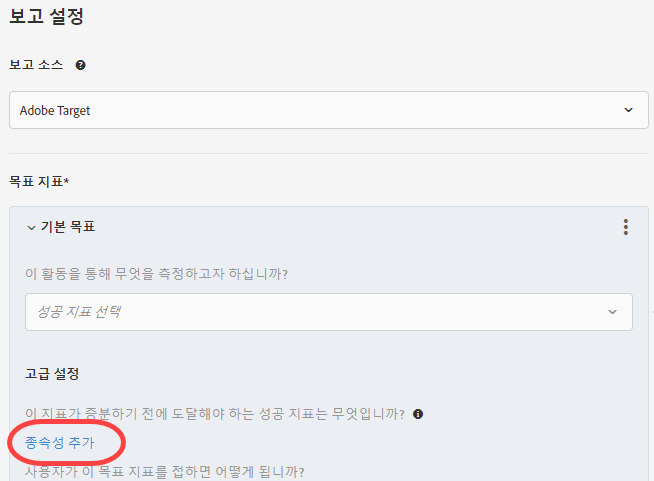 보고 설정
보고 소스
Adobe Target
목표 지표*
기본 목표
이 활동을 통해 무엇을 측정하고자 하십니까?
성공 지표 선택
고급 설정
이 지표가 증분하기 전에 도달해야 하는 성공 지표는 무엇입니까?
종속성 추가
사용자가 이 목표 지표를 접하면 어떻게 됩니까?